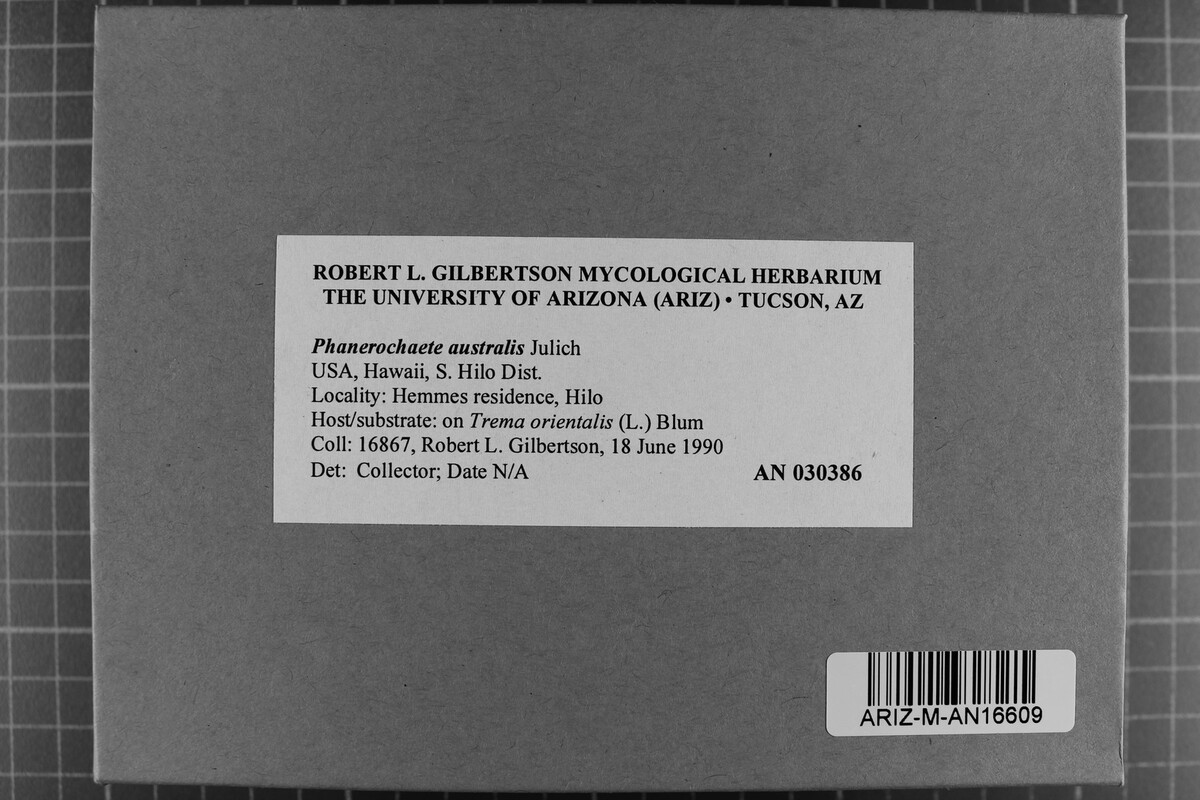 ROBERT L. GILBERTSON MYCOLOGICAL HERBARIUM
THE UNIVERSITY OF ARIZONA (ARIZ) • TUCSON, AZ
Phanerochaete australis Julich
USA, Hawaii, S. Hilo Dist.
Locality: Hemmes residence, Hilo
Host/substrate: on Trema orientalis (L.) Blum
Coll: 16867, Robert L. Gilbertson, 18 June 1990
Det: Collector; Date N/A AN 030386
ARIZ-M-AN16609